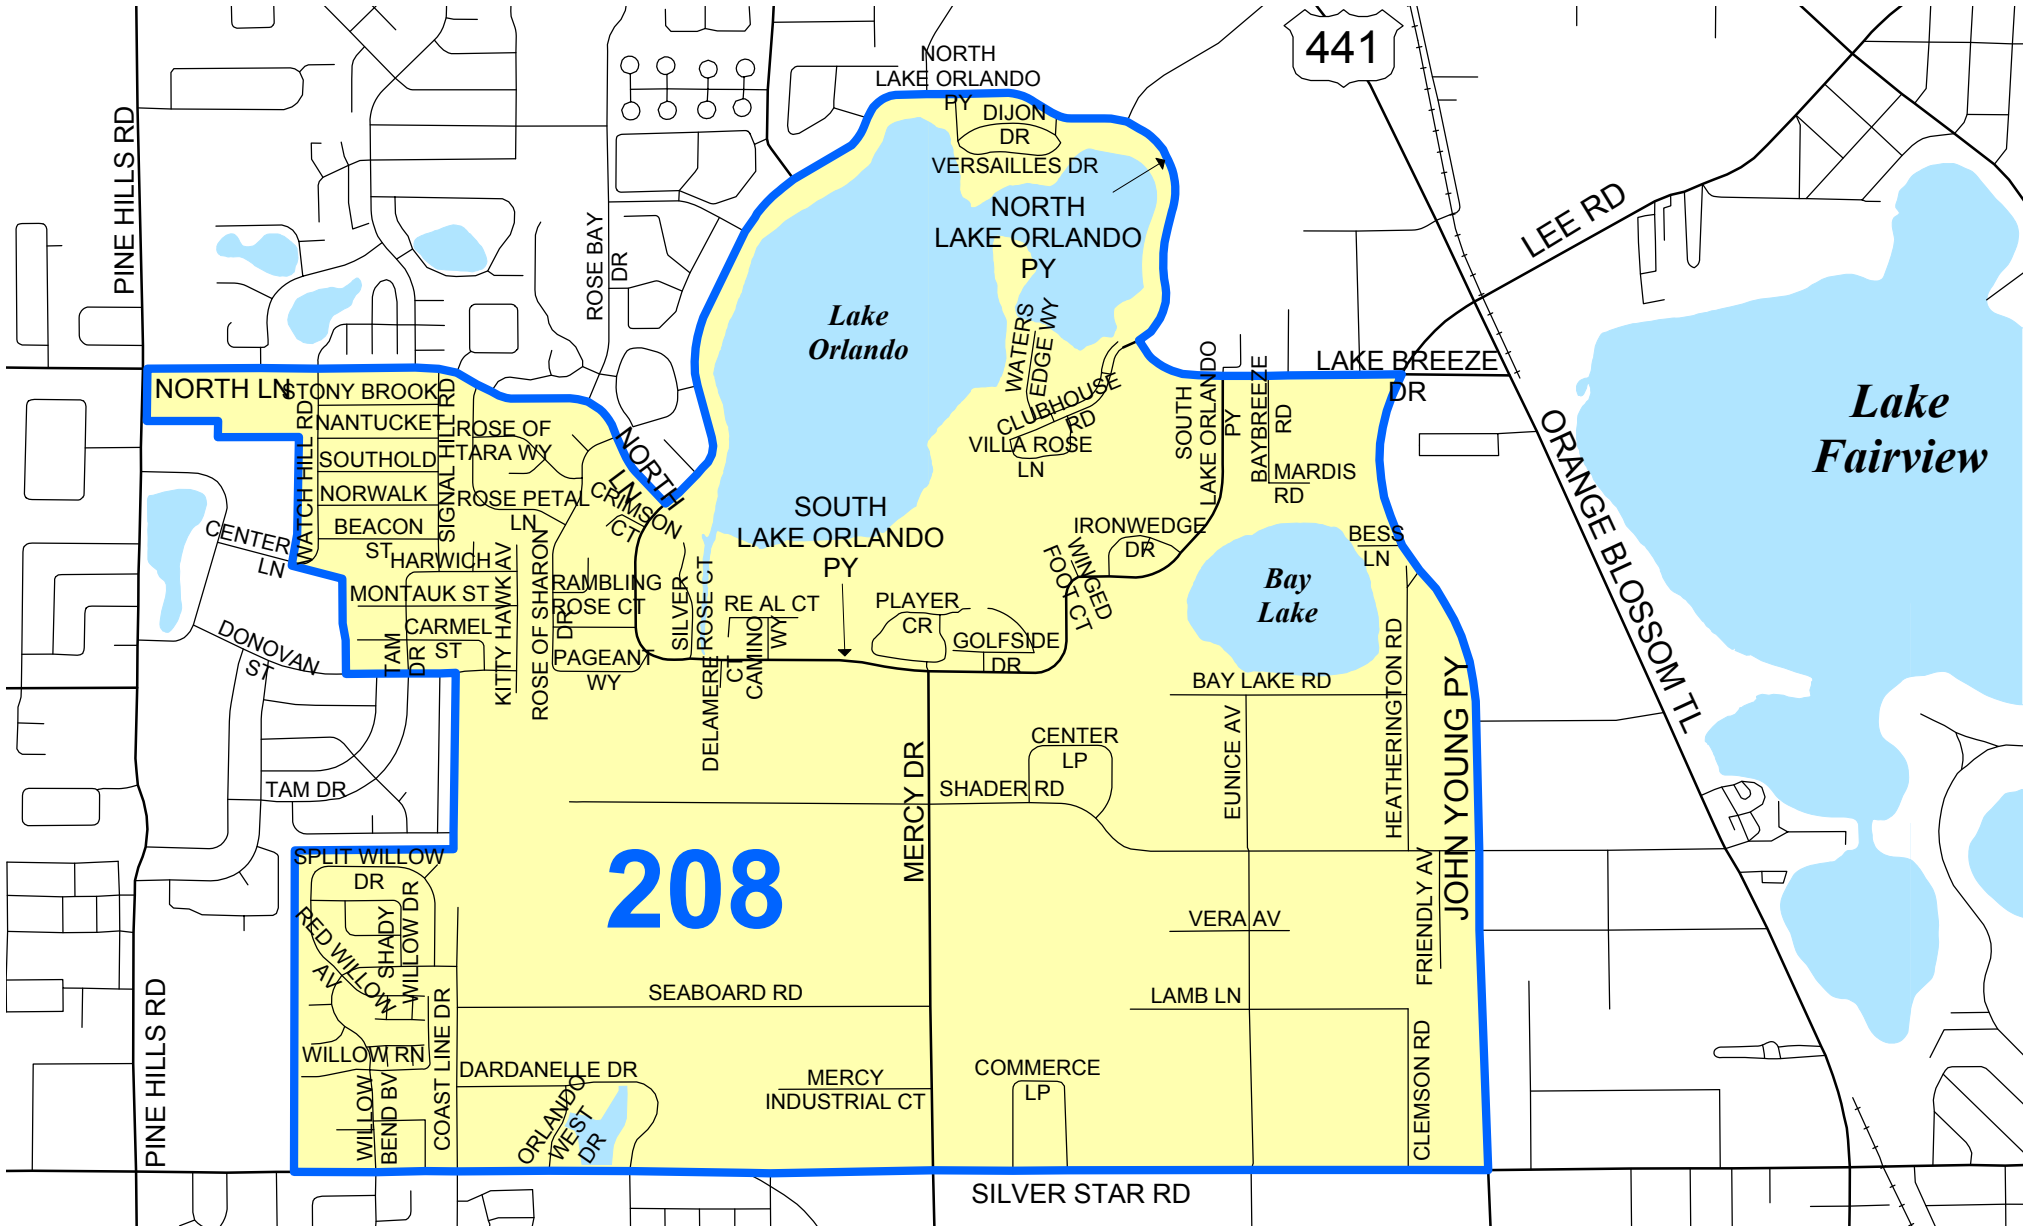 441
NORTH
LAKE ORLANDO
PY
DIJON
DR
VERSAILLES DR
NORTH
LAKE ORLANDO
PY
PINE HILLS RD
ROSE BAY
DR
LEE RD
Lake
Orlando
WATERS
EDGE WY
CLUBHOUSE
RD
VILLA ROSE
LN
SOUTH
LAKE ORLANDO
PY
BAYBREEZE
RD
LAKE BREEZE
DR
MARDIS
RD
Lake
Fairview
ORANGE BLOSSOM TL
NORTH LN
STONY BROOK
NANTUCKET
SOUTHOLD
NORWALK
BEACON
ST
WATCH HILL RD
SIGNAL HILL RD
ROSE OF
TARA WY
ROSE PETAL
LN
CRIMSON
CT
NORTH
LN
CENTER
LN
HARWICH
MONTAUK ST
CARMEL
ST
TAM
DR
KITTY HAWK AV
ROSE OF SHARON
DR
RAMBLING
ROSE CT
PAGEANT
WY
SILVER
ROSE CT
DELAMERE
CT
RE AL CT
CAMINO
WY
SOUTH
LAKE ORLANDO
PY
PLAYER
CR
GOLFSIDE
DR
WINGED
FOOT CT
IRONWEDGE
DR
Bay
Lake
BESS
LN
DONOVAN
ST
TAM DR
BAY LAKE RD
EUNICE AV
HEATHERINGTON RD
JOHN YOUNG PY
CENTER
LP
SHADER RD
MERCY DR
208
SPLIT WILLOW
DR
RED WILLOW
AV
SHADY
WILLOW DR
WILLOW RN
WILLOW
BEND BV
COAST LINE DR
SEABOARD RD
DARDANELLE DR
ORLANDO
WEST
DR
MERCY
INDUSTRIAL CT
COMMERCE
LP
VERA AV
LAMB LN
FRIENDLY AV
CLEMSON RD
PINE HILLS RD
SILVER STAR RD